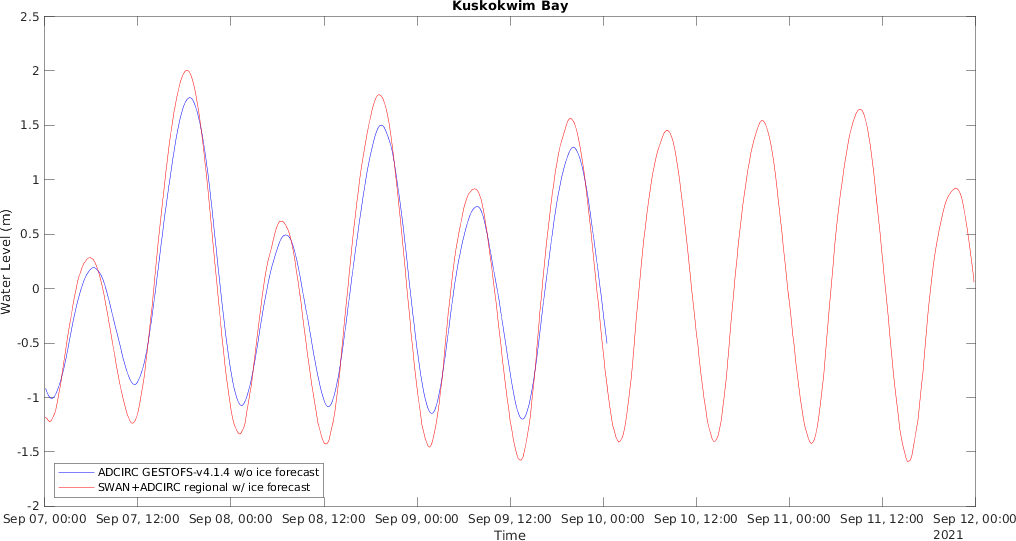 Kuskokwim Bay
2.5
2
1.5
1
0.5
0
-0.5
-1
-1.5
-2
Water Level (m)
ADCIRC GESTOFS-v4.1.4 w/o ice forecast
SWAN+ADCIRC regional w/ ice forecast
Sep 07, 00:00 Sep 07, 12:00 Sep 08, 00:00 Sep 08, 12:00 Sep 09, 00:00 Sep 09, 12:00 Sep 10, 00:00 Sep 10, 12:00 Sep 11, 00:00 Sep 11, 12:00 Sep 12, 00:00
Time
2021